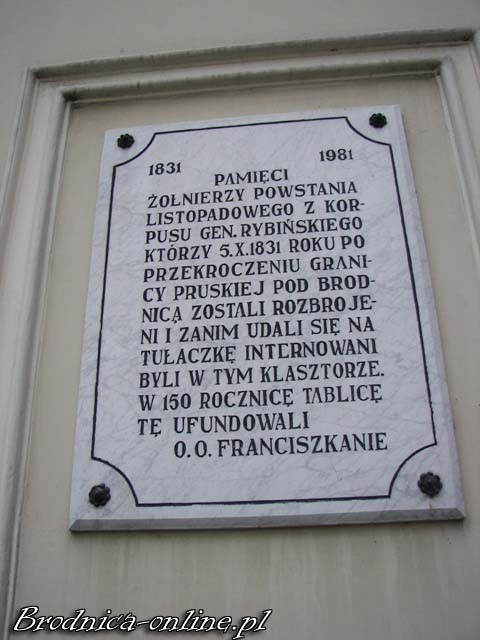 1831 1981
PAMIĘCI
ŻOŁNIERZY POWSTANIA
LISTOPADOWEGO Z KOR-
PUSU GEN. RYBIŃSKIEGO
KTÓRZY 5.X.1831 ROKU PO
PRZEKROCZENIU GRANI-
CY PRUSKIEJ POD BROD-
NICĄ ZOSTALI ROZBROJE-
NI I ZANIM UDALI SIĘ NA
TUŁACZKĘ INTERNOWANI
BYLI W TYM KLASZTORZE.
W 150 ROCZNICĘ TABLICĘ
TĘ UFUNDOWALI
O.O. FRANCISZKANIE
Brodnica-online.pl